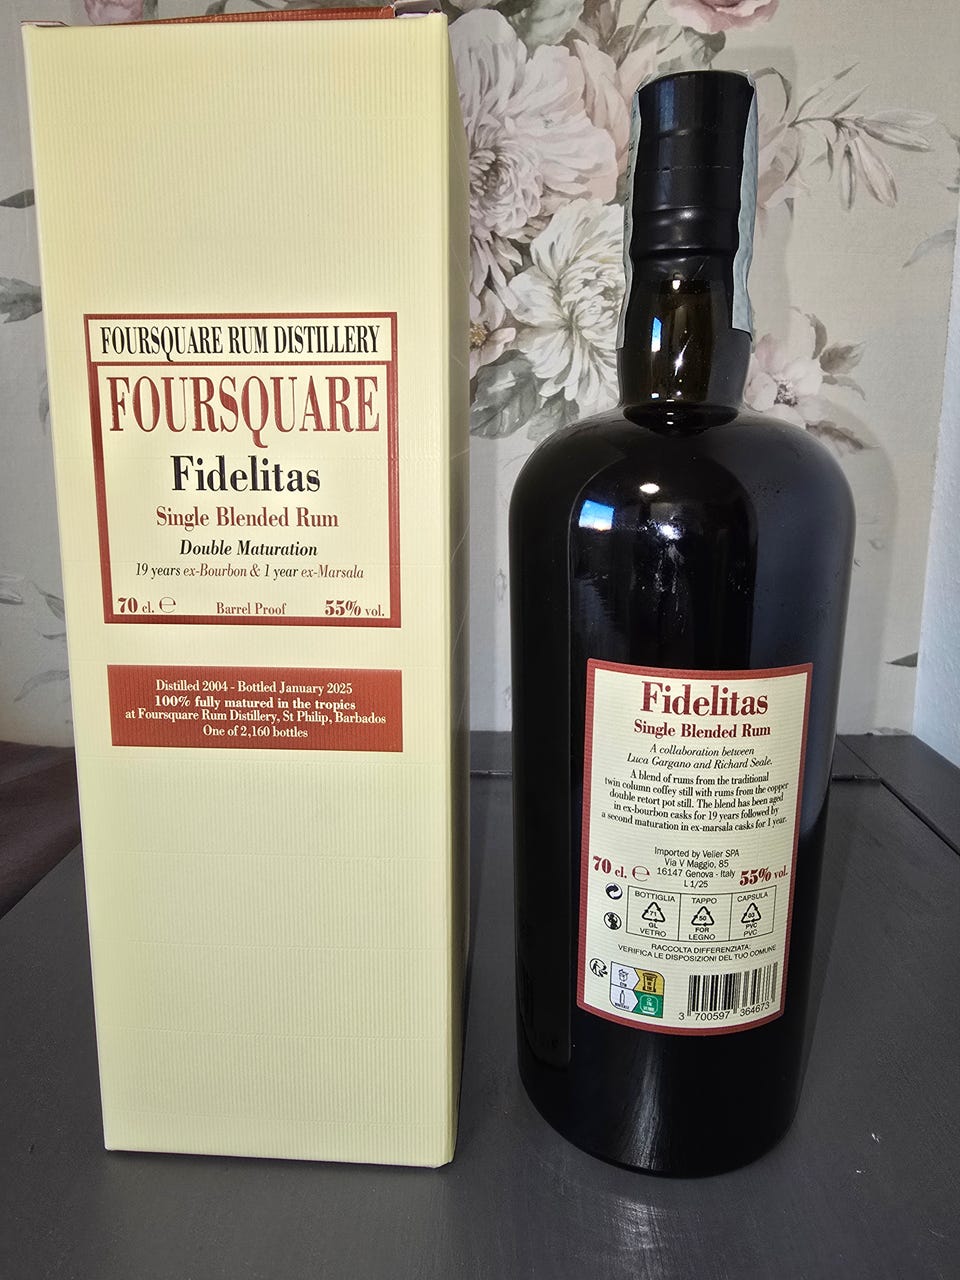 FOURSQUARE RUM DISTILLERY
FOURSQUARE
Fidelitas
Single Blended Rum
Double Maturation
19 years ex-Bourbon & 1 year ex-Marsala
70 cl. ℮ Barrel Proof 55% vol.
Distilled 2004 - Bottled January 2025
100% fully matured in the tropics
at Foursquare Rum Distillery, St Philip, Barbados
One of 2,160 bottles
Fidelitas
Single Blended Rum
A collaboration between
Luca Gargano and Richard Seale.
A blend of rums from the traditional
twin column coffey still with rums from the copper
double retort pot still. The blend has been aged
in ex-bourbon casks for 19 years followed by
a second maturation in ex-marsala casks for 1 year.
Imported by Velier SPA
Via V Maggio, 85
16147 Genova - Italy
L 1/25
70 cl. ℮ 55% vol.
BOTTIGLIA TAPPO CAPSULA
71 50 03
GL FOR PVC
VETRO LEGNO PVC
RACCOLTA DIFFERENZIATA:
VERIFICA LE DISPOSIZIONI DEL TUO COMUNE
3 700597 364673